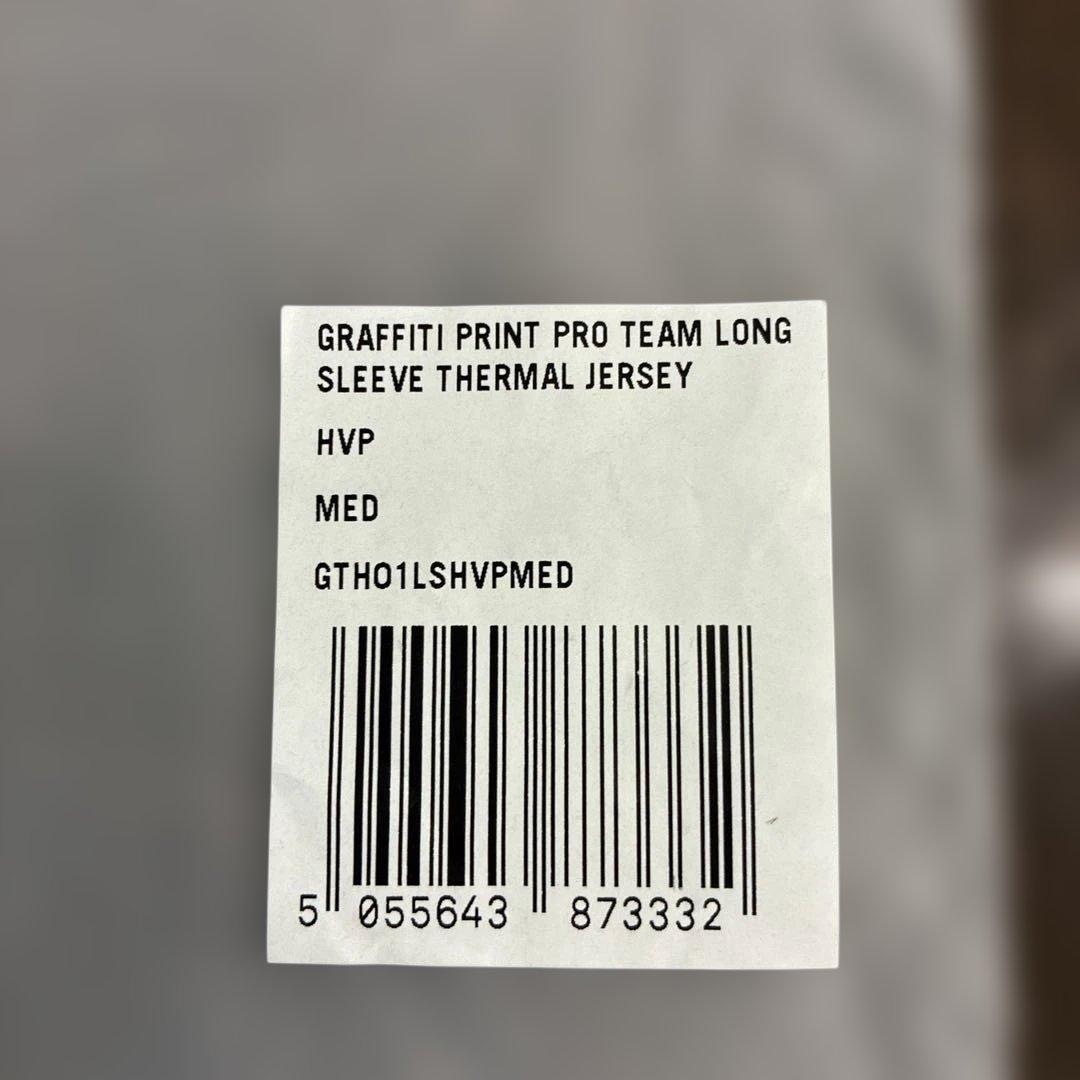 GRAFFITI PRINT PRO TEAM LONG
SLEEVE THERMAL JERSEY
HVP
MED
GTH01LSHVPMED
5 055643 873332